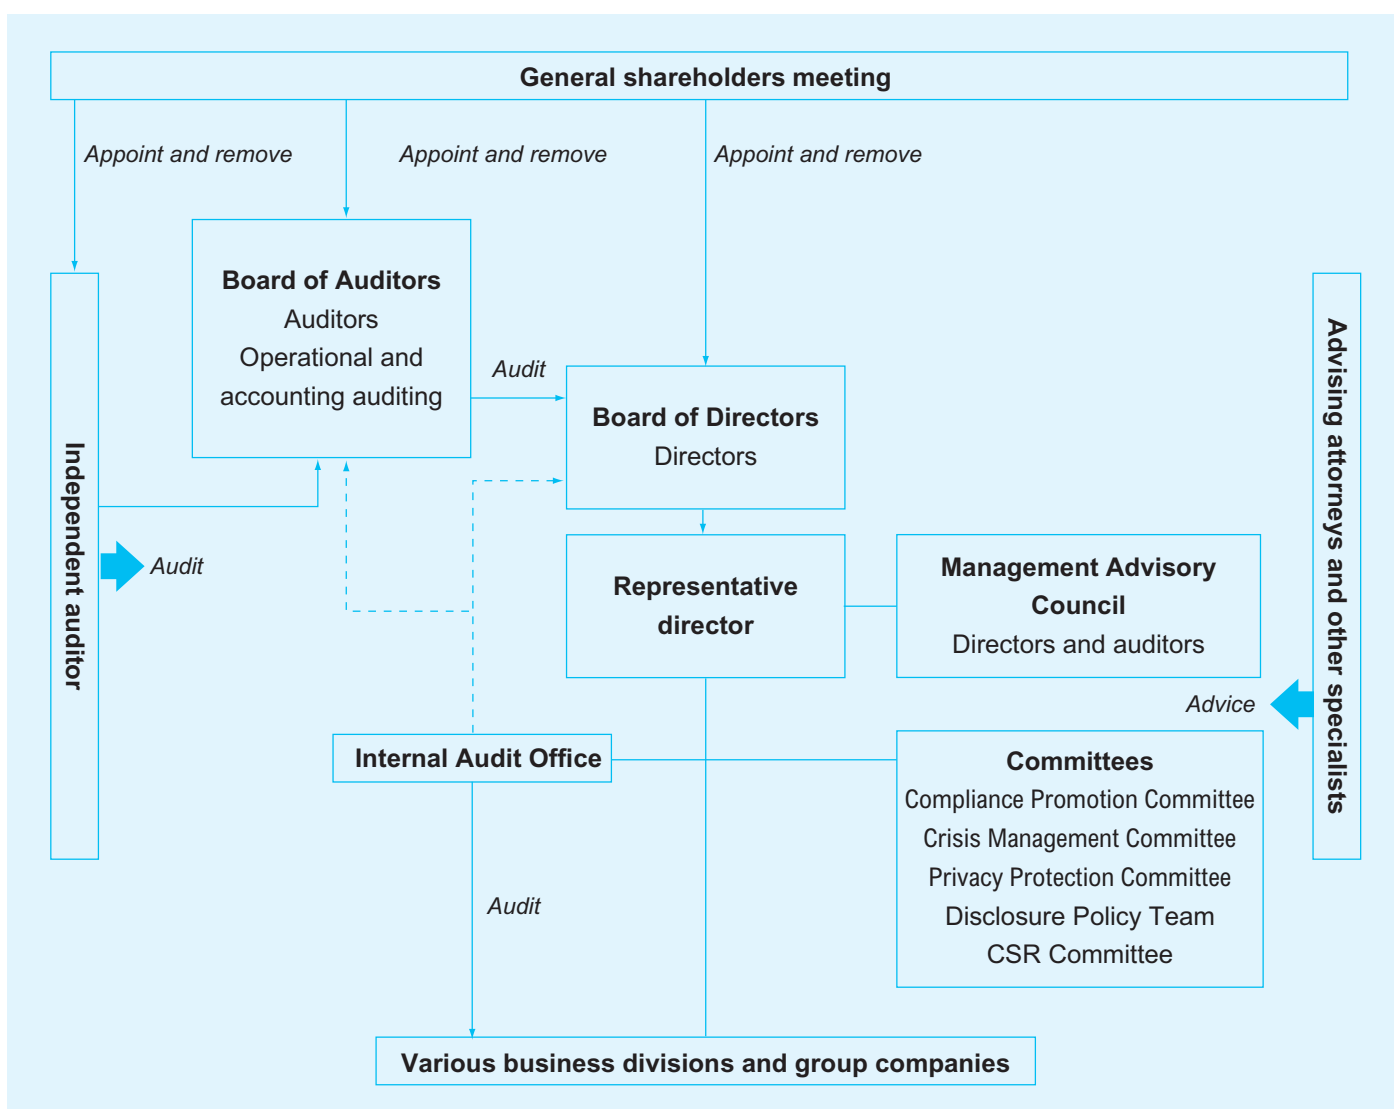 General shareholders meeting
Appoint and remove
Appoint and remove
Appoint and remove
Board of Auditors
Auditors
Operational and
accounting auditing
Audit
Board of Directors
Directors
Independent auditor
Audit
Representative
director
Management Advisory
Council
Directors and auditors
Advising attorneys and other specialists
Advice
Internal Audit Office
Committees
Compliance Promotion Committee
Crisis Management Committee
Privacy Protection Committee
Disclosure Policy Team
CSR Committee
Audit
Various business divisions and group companies